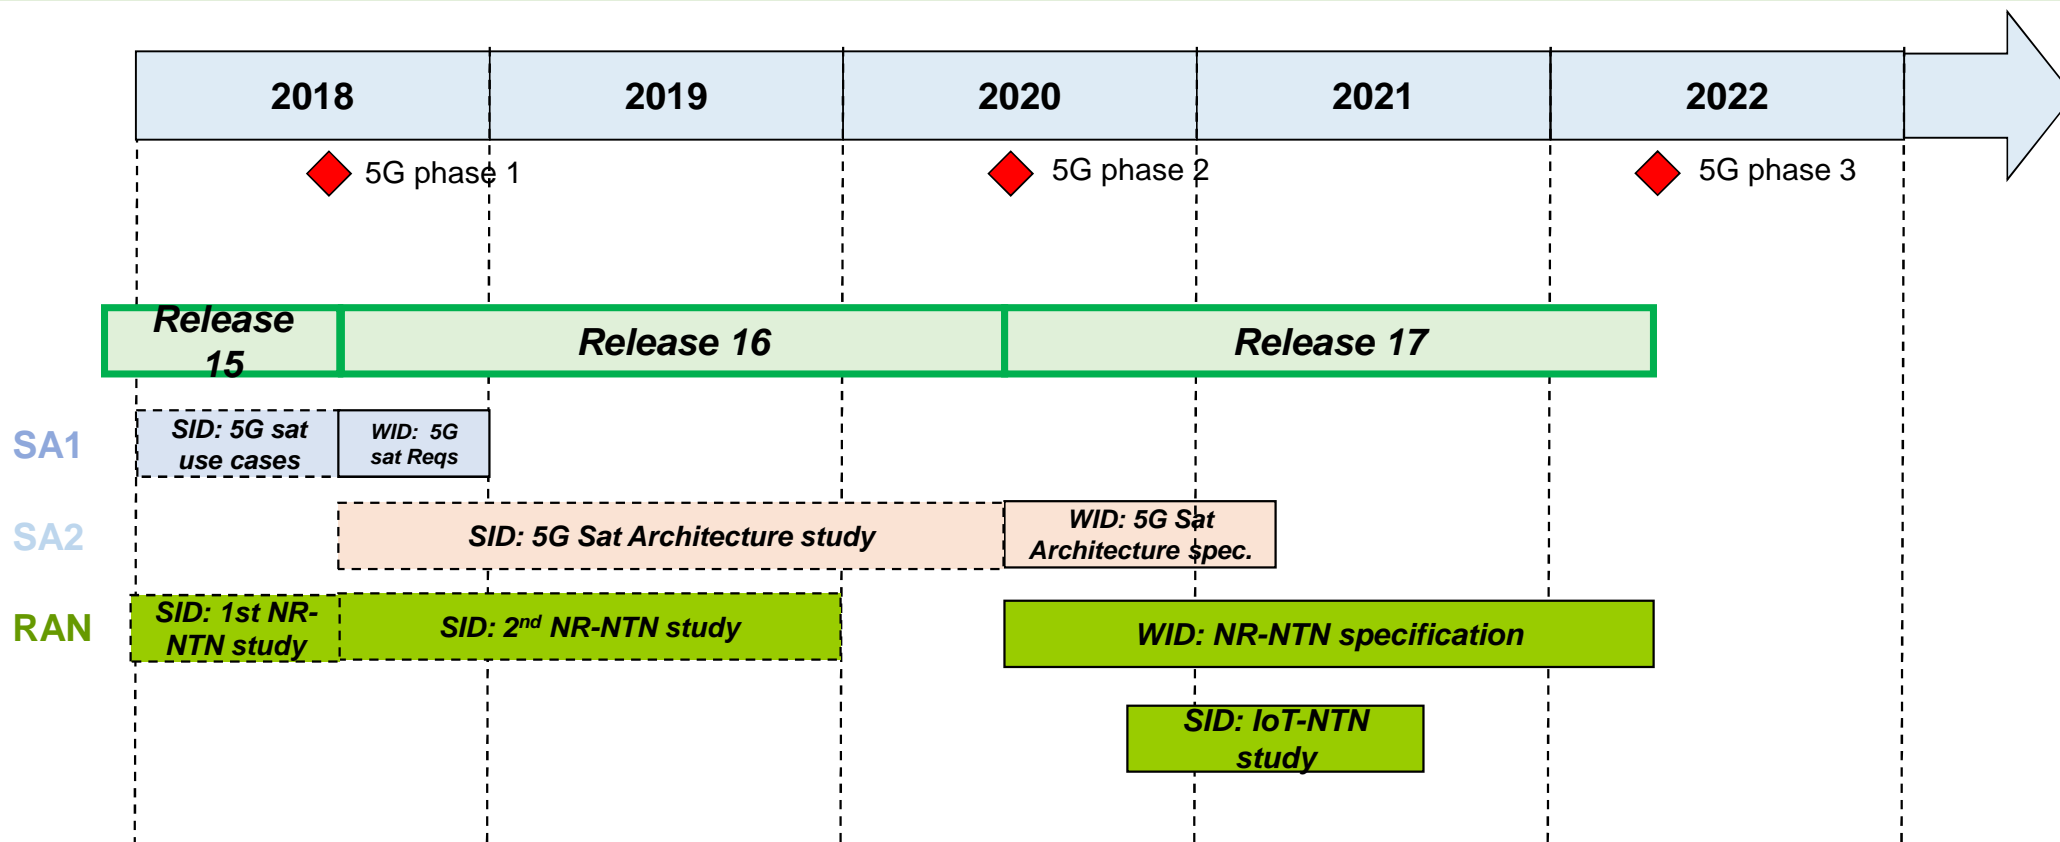 2018
2019
2020
2021
2022
5G phase 1
5G phase 2
5G phase 3
Release
15
Release 16
Release 17
SA1
SID: 5G sat
use cases
WID: 5G
sat Reqs
SA2
SID: 5G Sat Architecture study
WID: 5G Sat
Architecture spec.
RAN
SID: 1st NR-
NTN study
SID: 2nd NR-NTN study
WID: NR-NTN specification
SID: IoT-NTN
study